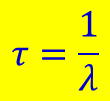 τ = 1/λ